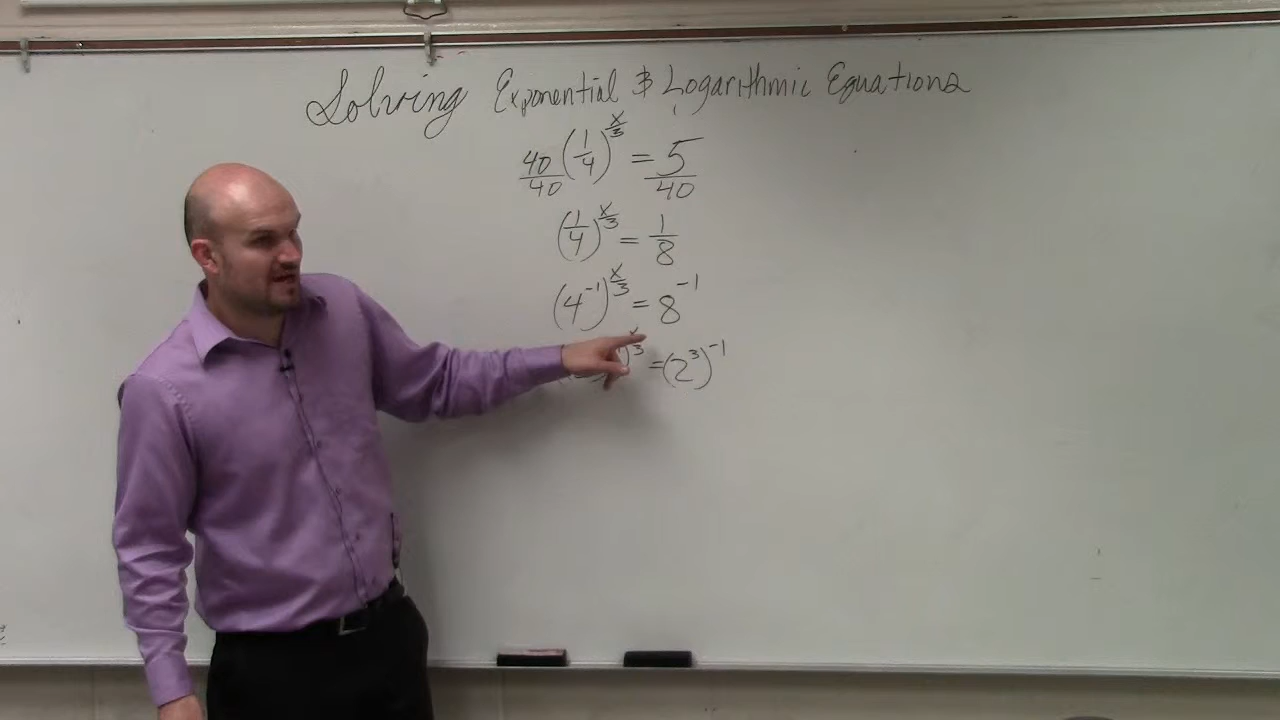 Solving Exponential & Logarithmic Equations
40/40 (1/4)^(x/3) = 5/40
(1/4)^(x/3) = 1/8
(4^-1)^(x/3) = 8^-1
= (2^3)^-1